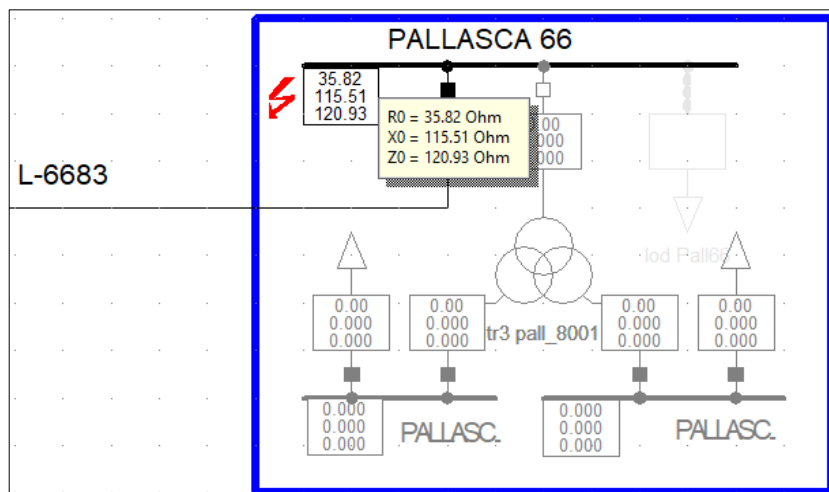 PALLASCA 66
35.82
115.51
120.93
R0 = 35.82 Ohm
X0 = 115.51 Ohm
Z0 = 120.93 Ohm
.00
000
000
L-6683
lod Pall66
0.00
0.000
0.000
0.00
0.000
0.000
tr3 pall_8001
0.00
0.000
0.000
0.00
0.000
0.000
0.000
0.000
0.000
PALLASC.
0.000
0.000
0.000
PALLASC.